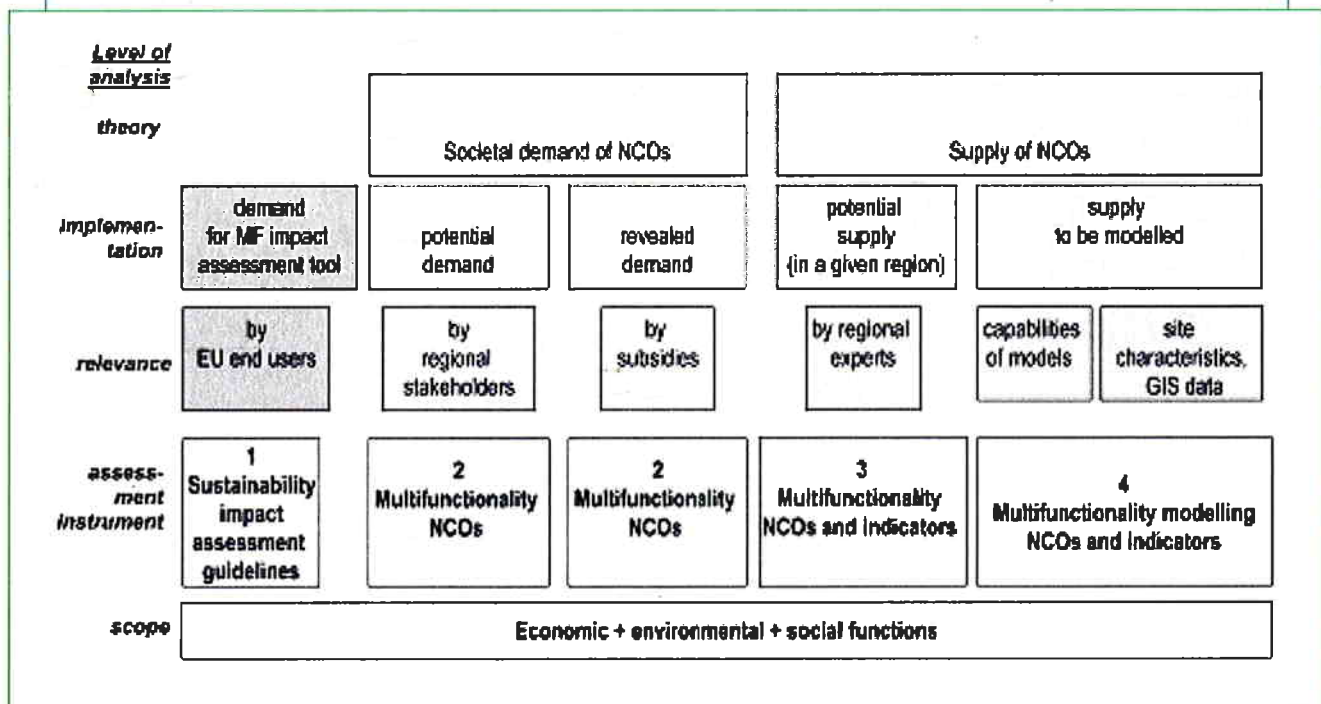 Level of
analysis
theory
Societal demand of NCOs
Supply of NCOs
implemen-
tation
demand
for MF impact
assessment tool
potential
demand
revealed
demand
potential
supply
(in a given region)
supply
to be modelled
relevance
by
EU end users
by
regional
stakeholders
by
subsidies
by regional
experts
capabilities
of models
site
characteristics,
GIS data
assess-
ment
instrument
1
Sustainability
impact
assessment
guidelines
2
Multifunctionality
NCOs
2
Multifunctionality
NCOs
3
Multifunctionality
NCOs and indicators
4
Multifunctionality modelling
NCOs and indicators
scope
Economic + environmental + social functions